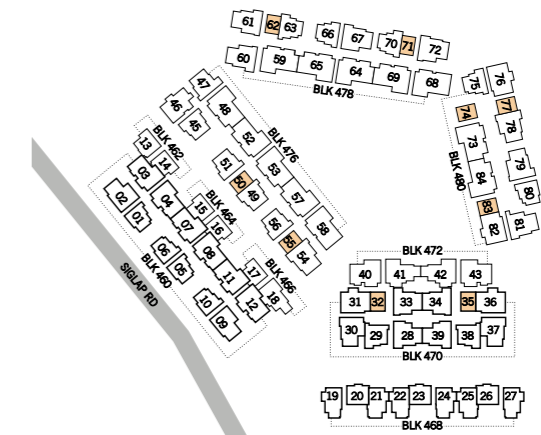 61 62 63 66 67 70 71 72
60 59 65 64 69 68
BLK 478
75 76
74 77
73 78
84 79
83 80
82 81
BLK 480
47
46 48
45 52
BLK 476
51 53
50 49 57
56 58
55 54
13 BLK 462
14
03
02 04 15 BLK 464
01 07 16
06 08
05 11 17 BLK 466
BLK 460
10 12 18
09
SIGLAP RD
BLK 472
40 41 42 43
31 32 33 34 35 36
30 29 28 39 38 37
BLK 470
19 20 21 22 23 24 25 26 27
BLK 468